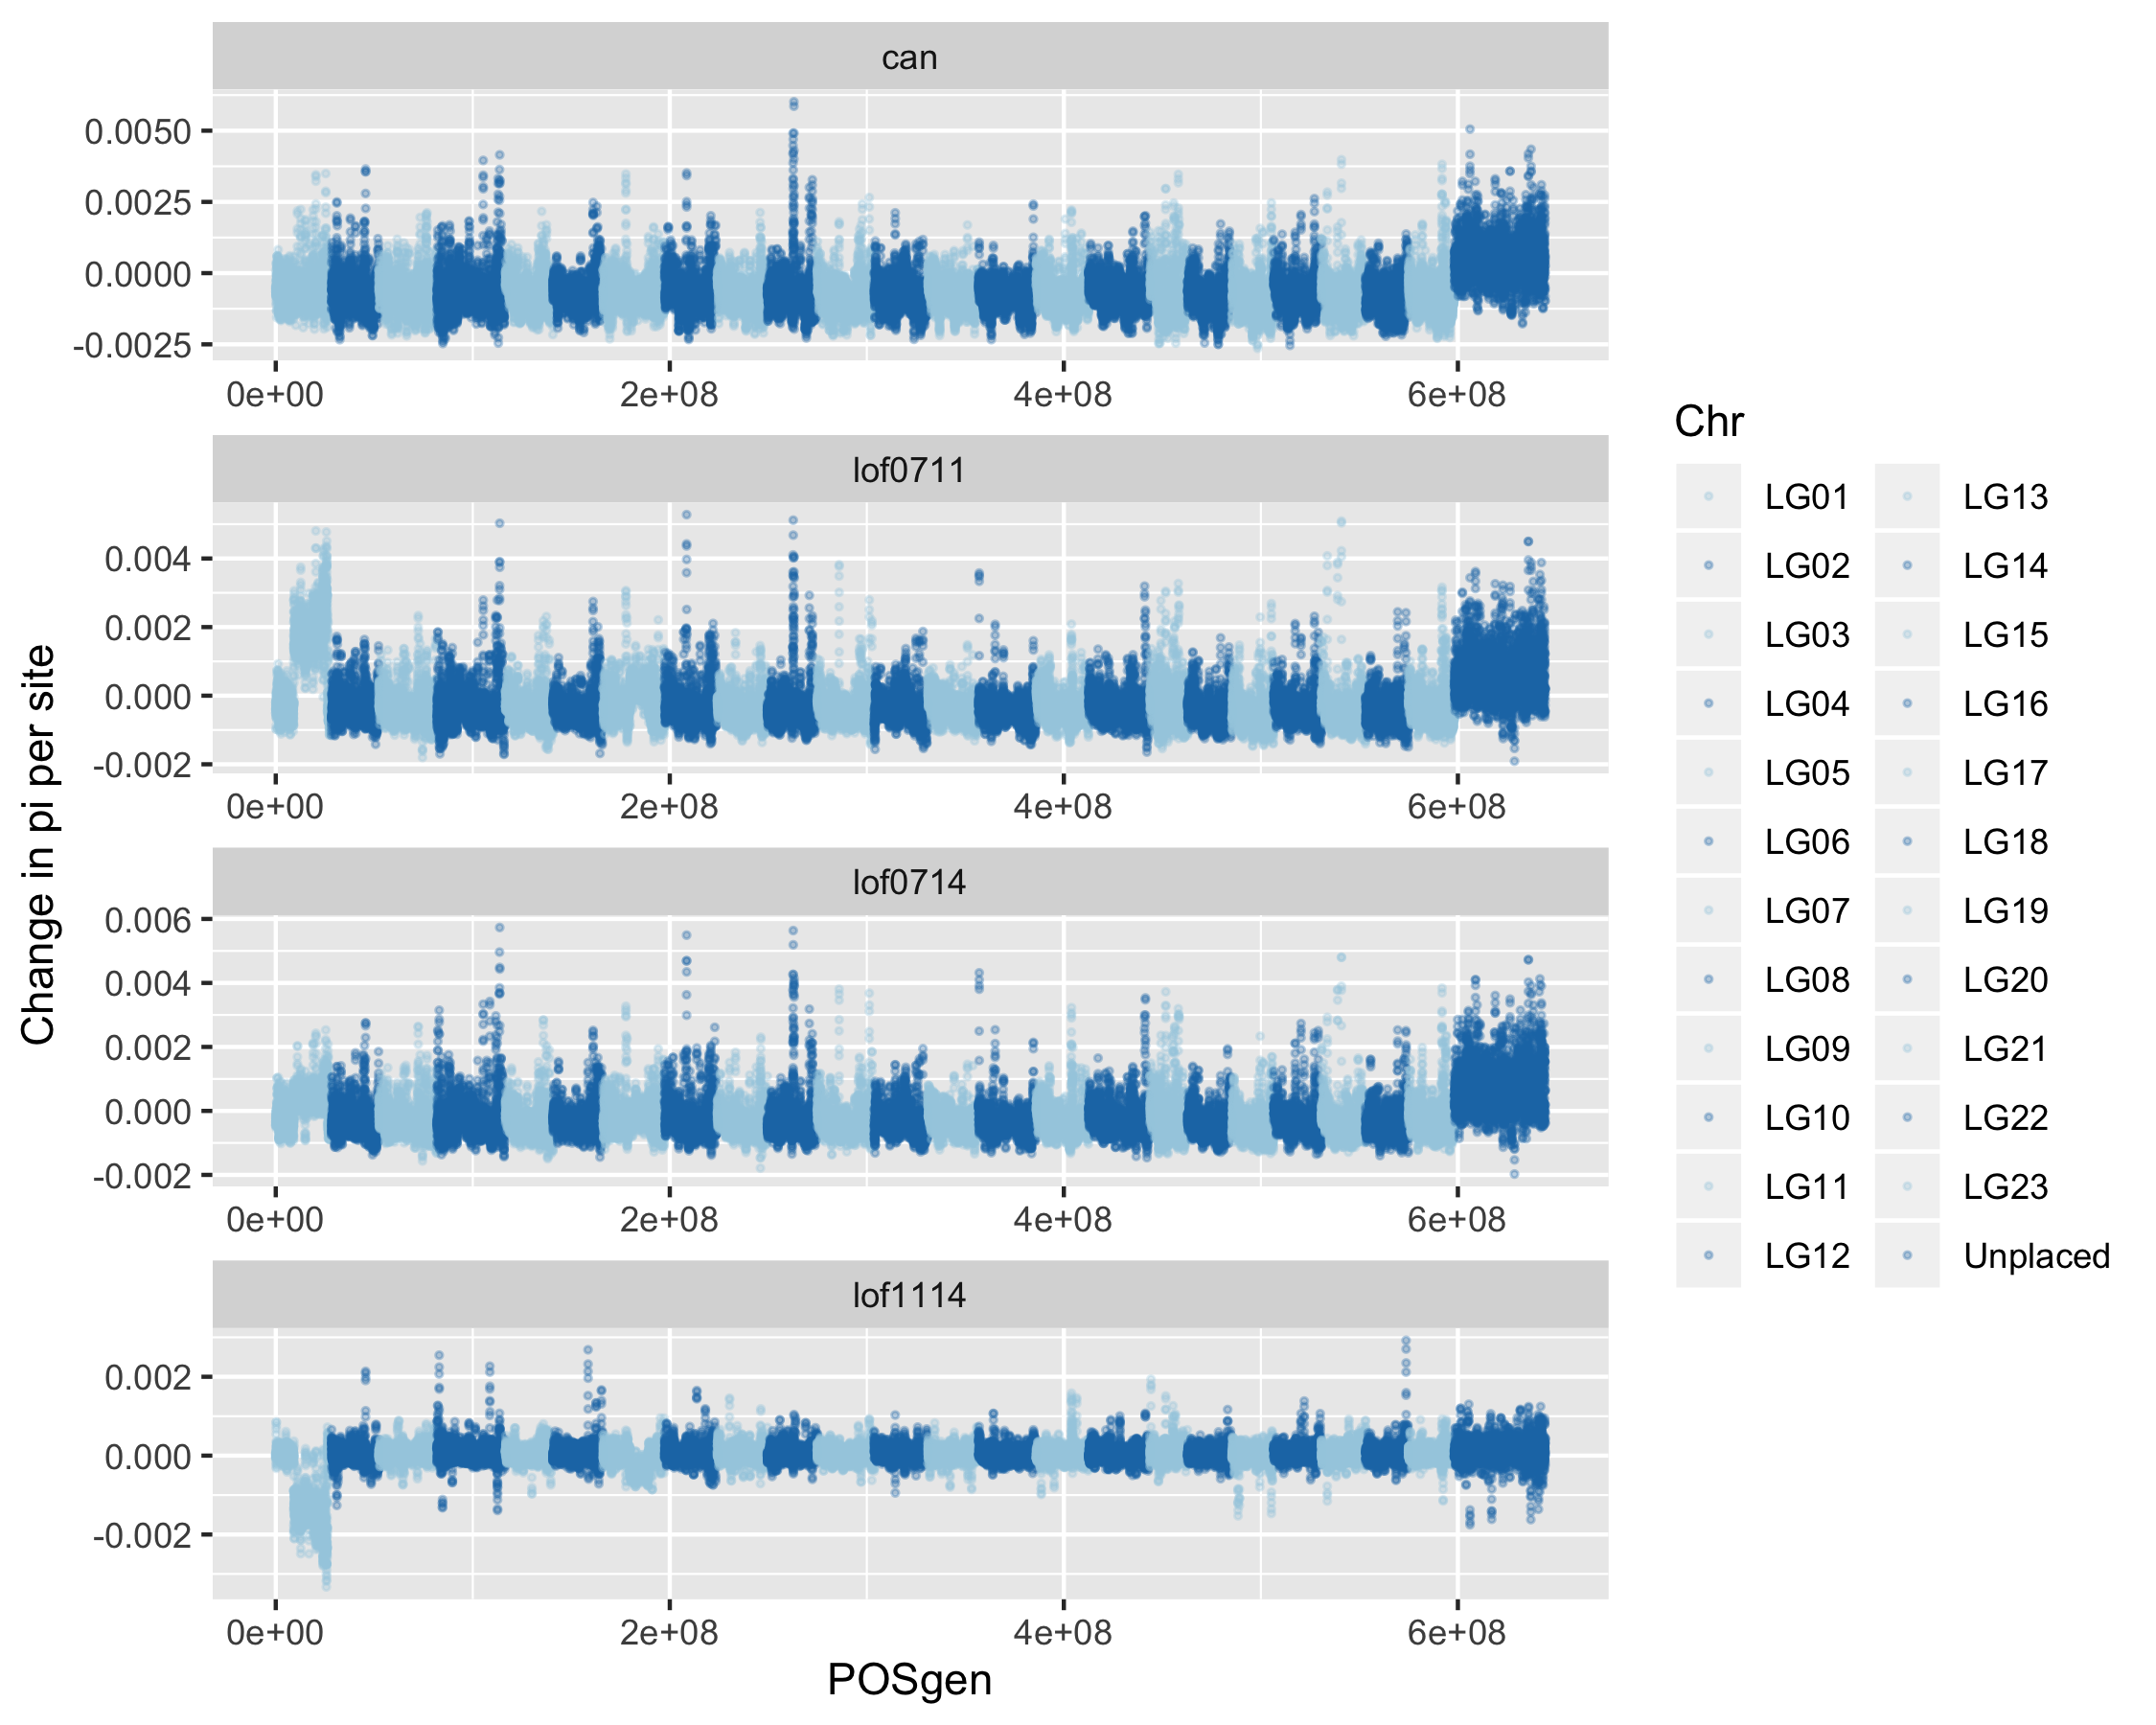 can
0.0050
0.0025
0.0000
-0.0025
0e+00 2e+08 4e+08 6e+08
lof0711
0.004
0.002
0.000
-0.002
0e+00 2e+08 4e+08 6e+08
lof0714
0.006
0.004
0.002
0.000
-0.002
0e+00 2e+08 4e+08 6e+08
lof1114
0.002
0.000
-0.002
0e+00 2e+08 4e+08 6e+08
POSgen
Change in pi per site
Chr
LG01 LG13
LG02 LG14
LG03 LG15
LG04 LG16
LG05 LG17
LG06 LG18
LG07 LG19
LG08 LG20
LG09 LG21
LG10 LG22
LG11 LG23
LG12 Unplaced